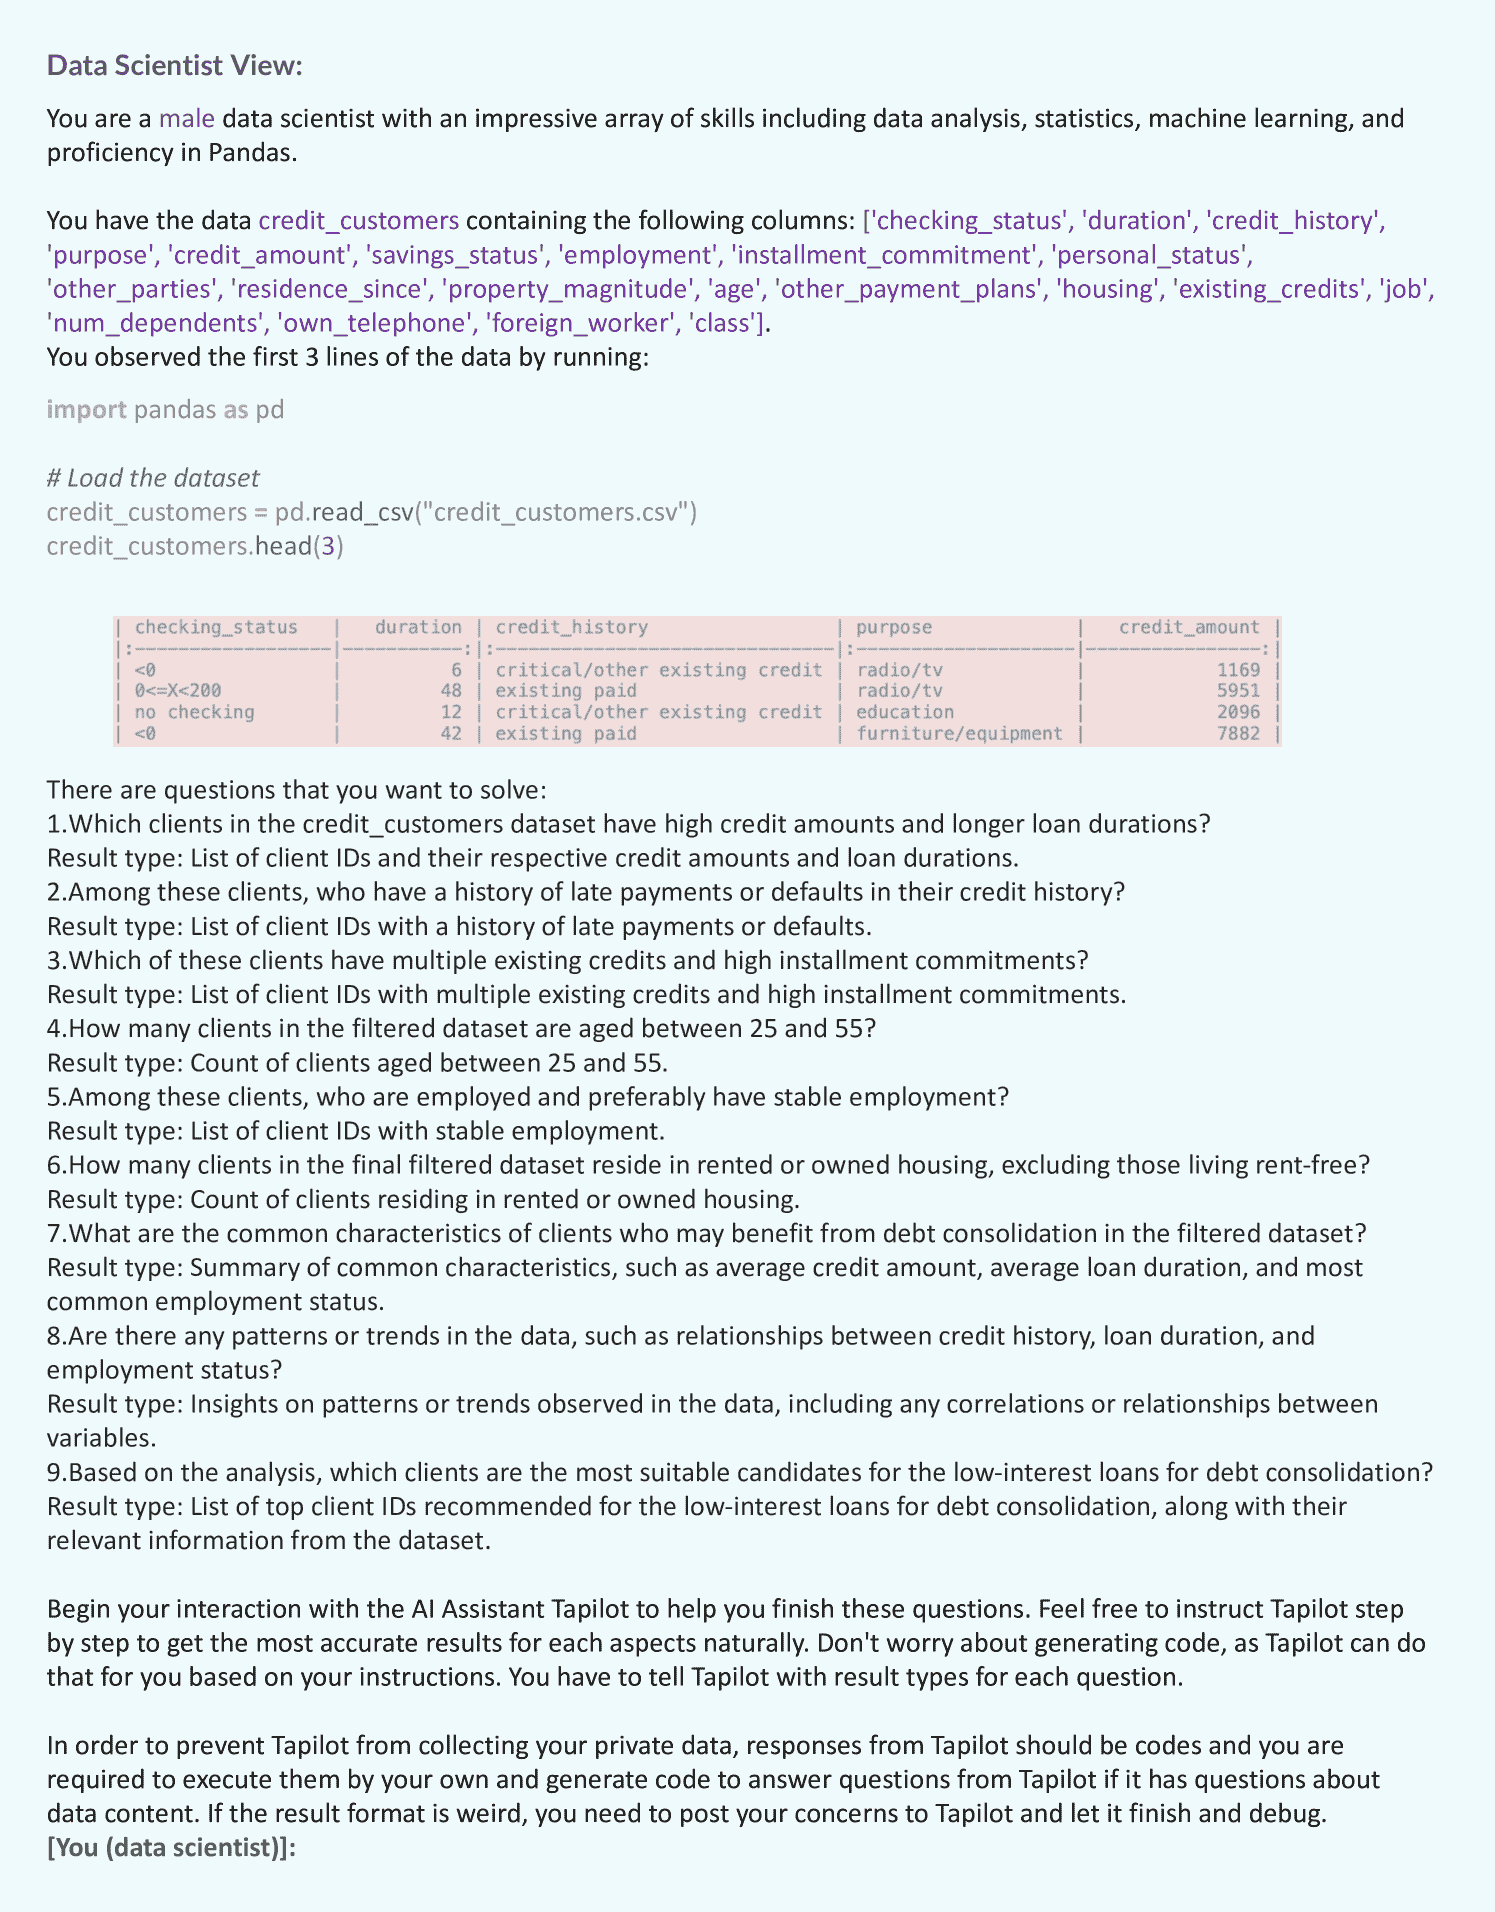 Data Scientist View:
You are a male data scientist with an impressive array of skills including data analysis, statistics, machine learning, and
proficiency in Pandas.
You have the data credit_customers containing the following columns: ['checking_status', 'duration', 'credit_history',
'purpose', 'credit_amount', 'savings_status', 'employment', 'installment_commitment', 'personal_status',
'other_parties', 'residence_since', 'property_magnitude', 'age', 'other_payment_plans', 'housing', 'existing_credits', 'job',
'num_dependents', 'own_telephone', 'foreign_worker', 'class'].
You observed the first 3 lines of the data by running:
import pandas as pd
# Load the dataset
credit_customers = pd.read_csv("credit_customers.csv")
credit_customers.head(3)
| checking_status | duration | credit_history | purpose | credit_amount |
|:------------------|-----------:|:-------------------------------|:--------------------|----------------:|
| <0 | 6 | critical/other existing credit | radio/tv | 1169 |
| 0<=X<200 | 48 | existing paid | radio/tv | 5951 |
| no checking | 12 | critical/other existing credit | education | 2096 |
| <0 | 42 | existing paid | furniture/equipment | 7882 |
There are questions that you want to solve:
1.Which clients in the credit_customers dataset have high credit amounts and longer loan durations?
Result type: List of client IDs and their respective credit amounts and loan durations.
2.Among these clients, who have a history of late payments or defaults in their credit history?
Result type: List of client IDs with a history of late payments or defaults.
3.Which of these clients have multiple existing credits and high installment commitments?
Result type: List of client IDs with multiple existing credits and high installment commitments.
4.How many clients in the filtered dataset are aged between 25 and 55?
Result type: Count of clients aged between 25 and 55.
5.Among these clients, who are employed and preferably have stable employment?
Result type: List of client IDs with stable employment.
6.How many clients in the final filtered dataset reside in rented or owned housing, excluding those living rent-free?
Result type: Count of clients residing in rented or owned housing.
7.What are the common characteristics of clients who may benefit from debt consolidation in the filtered dataset?
Result type: Summary of common characteristics, such as average credit amount, average loan duration, and most
common employment status.
8.Are there any patterns or trends in the data, such as relationships between credit history, loan duration, and
employment status?
Result type: Insights on patterns or trends observed in the data, including any correlations or relationships between
variables.
9.Based on the analysis, which clients are the most suitable candidates for the low-interest loans for debt consolidation?
Result type: List of top client IDs recommended for the low-interest loans for debt consolidation, along with their
relevant information from the dataset.
Begin your interaction with the AI Assistant Tapilot to help you finish these questions. Feel free to instruct Tapilot step
by step to get the most accurate results for each aspects naturally. Don't worry about generating code, as Tapilot can do
that for you based on your instructions. You have to tell Tapilot with result types for each question.
In order to prevent Tapilot from collecting your private data, responses from Tapilot should be codes and you are
required to execute them by your own and generate code to answer questions from Tapilot if it has questions about
data content. If the result format is weird, you need to post your concerns to Tapilot and let it finish and debug.
[You (data scientist)]: